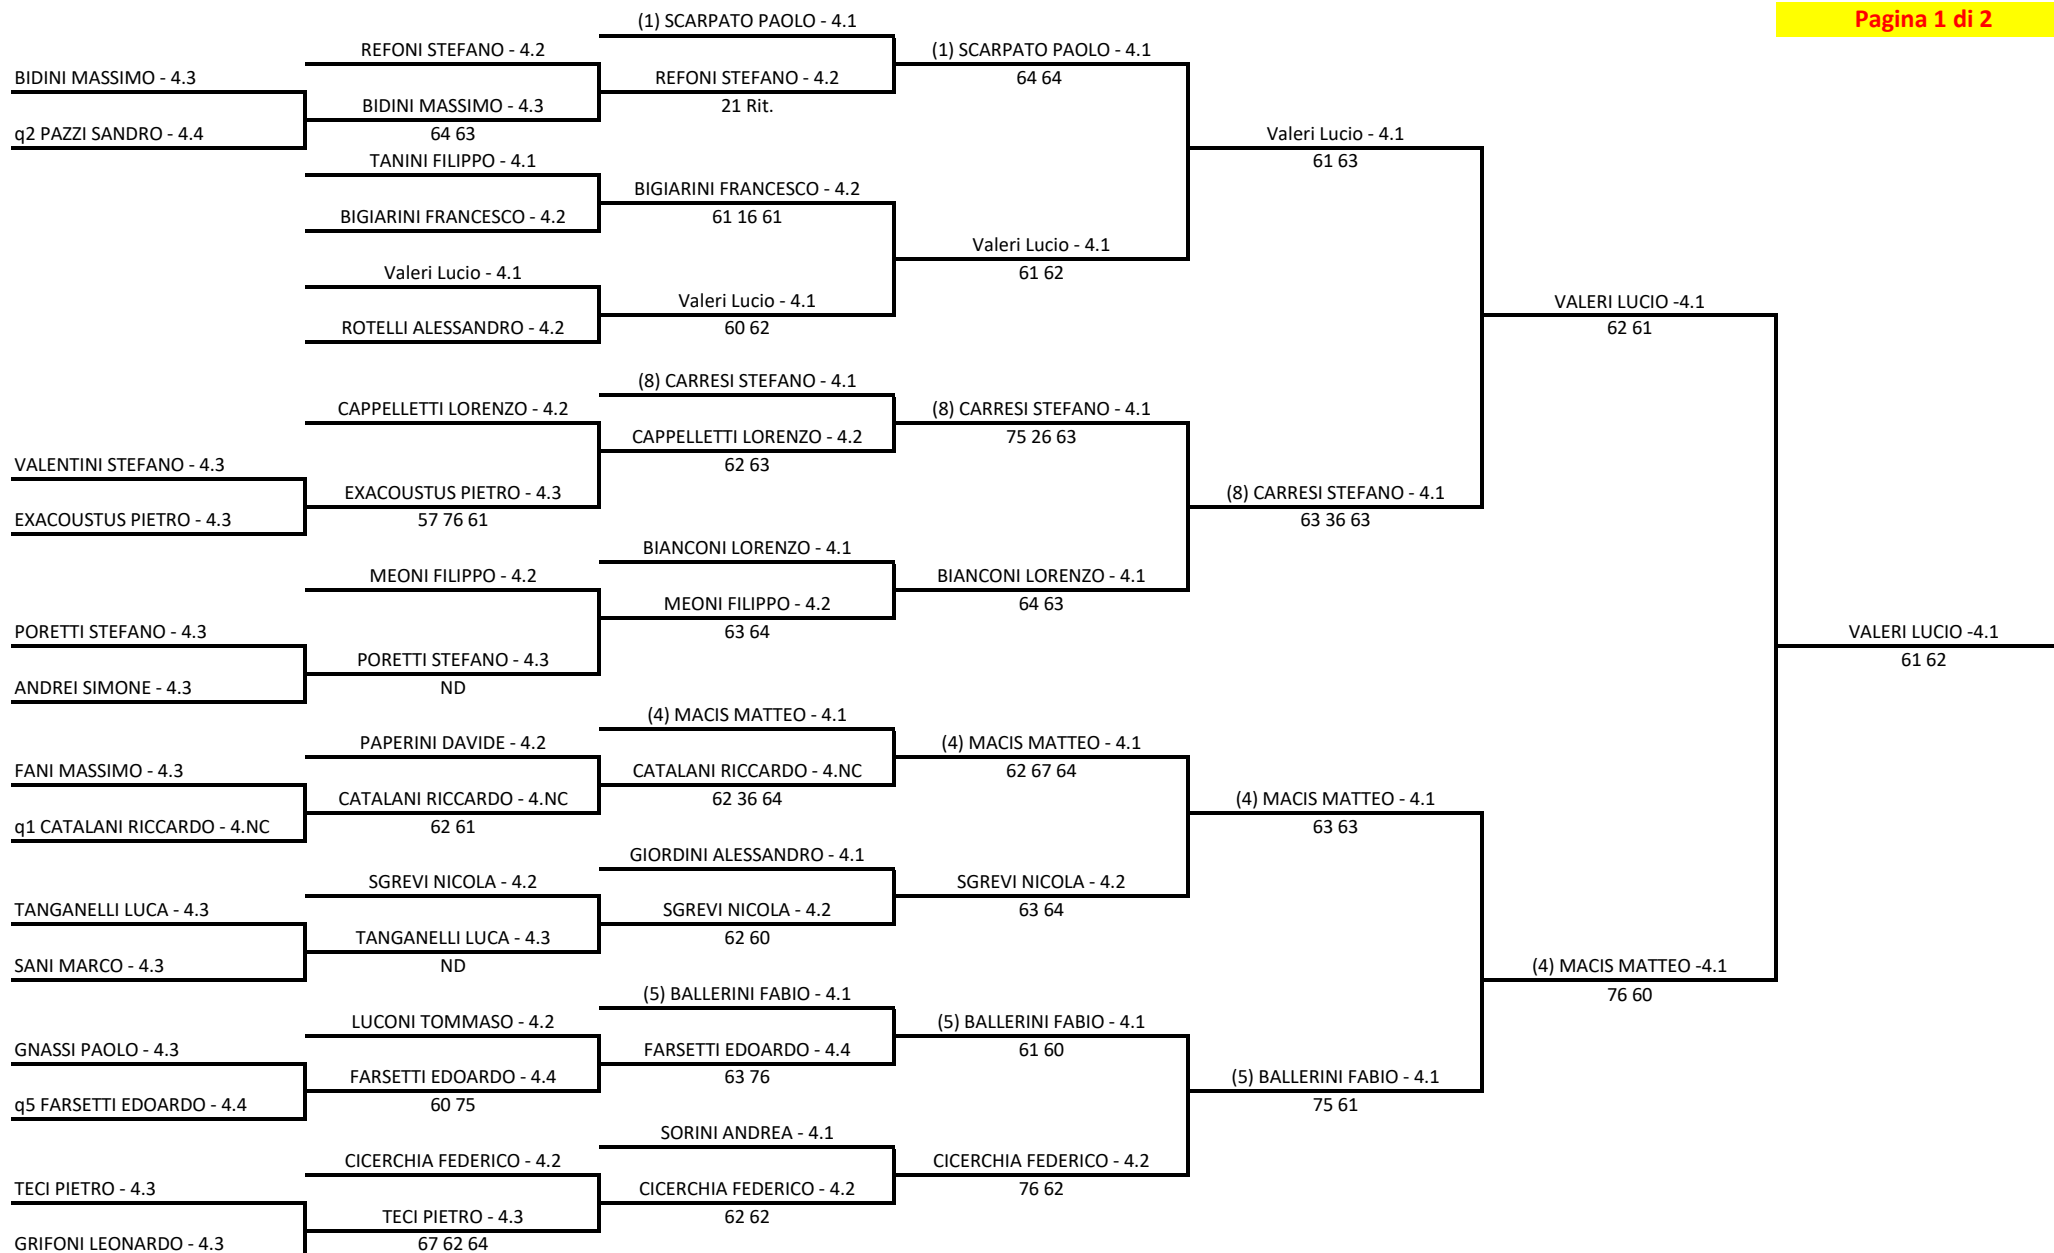 Pagina 1 di 2
(1) SCARPATO PAOLO - 4.1
REFONI STEFANO - 4.2
(1) SCARPATO PAOLO - 4.1
BIDINI MASSIMO - 4.3
REFONI STEFANO - 4.2
64 64
BIDINI MASSIMO - 4.3
21 Rit.
q2 PAZZI SANDRO - 4.4
64 63
Valeri Lucio - 4.1
TANINI FILIPPO - 4.1
61 63
BIGIARINI FRANCESCO - 4.2
BIGIARINI FRANCESCO - 4.2
61 16 61
Valeri Lucio - 4.1
Valeri Lucio - 4.1
61 62
Valeri Lucio - 4.1
VALERI LUCIO -4.1
ROTELLI ALESSANDRO - 4.2
60 62
62 61
(8) CARRESI STEFANO - 4.1
CAPPELLETTI LORENZO - 4.2
(8) CARRESI STEFANO - 4.1
CAPPELLETTI LORENZO - 4.2
75 26 63
VALENTINI STEFANO - 4.3
62 63
EXACOUSTUS PIETRO - 4.3
(8) CARRESI STEFANO - 4.1
EXACOUSTUS PIETRO - 4.3
57 76 61
63 36 63
BIANCONI LORENZO - 4.1
MEONI FILIPPO - 4.2
BIANCONI LORENZO - 4.1
MEONI FILIPPO - 4.2
64 63
PORETTI STEFANO - 4.3
63 64
VALERI LUCIO -4.1
PORETTI STEFANO - 4.3
61 62
ANDREI SIMONE - 4.3
ND
(4) MACIS MATTEO - 4.1
PAPERINI DAVIDE - 4.2
(4) MACIS MATTEO - 4.1
FANI MASSIMO - 4.3
CATALANI RICCARDO - 4.NC
62 67 64
CATALANI RICCARDO - 4.NC
62 36 64
(4) MACIS MATTEO - 4.1
q1 CATALANI RICCARDO - 4.NC
62 61
63 63
GIORDINI ALESSANDRO - 4.1
SGREVI NICOLA - 4.2
SGREVI NICOLA - 4.2
TANGANELLI LUCA - 4.3
SGREVI NICOLA - 4.2
63 64
TANGANELLI LUCA - 4.3
62 60
SANI MARCO - 4.3
ND
(4) MACIS MATTEO -4.1
(5) BALLERINI FABIO - 4.1
76 60
LUCONI TOMMASO - 4.2
(5) BALLERINI FABIO - 4.1
GNASSI PAOLO - 4.3
FARSETTI EDOARDO - 4.4
61 60
FARSETTI EDOARDO - 4.4
63 76
(5) BALLERINI FABIO - 4.1
q5 FARSETTI EDOARDO - 4.4
60 75
75 61
SORINI ANDREA - 4.1
CICERCHIA FEDERICO - 4.2
CICERCHIA FEDERICO - 4.2
TECI PIETRO - 4.3
CICERCHIA FEDERICO - 4.2
76 62
TECI PIETRO - 4.3
62 62
GRIFONI LEONARDO - 4.3
67 62 64